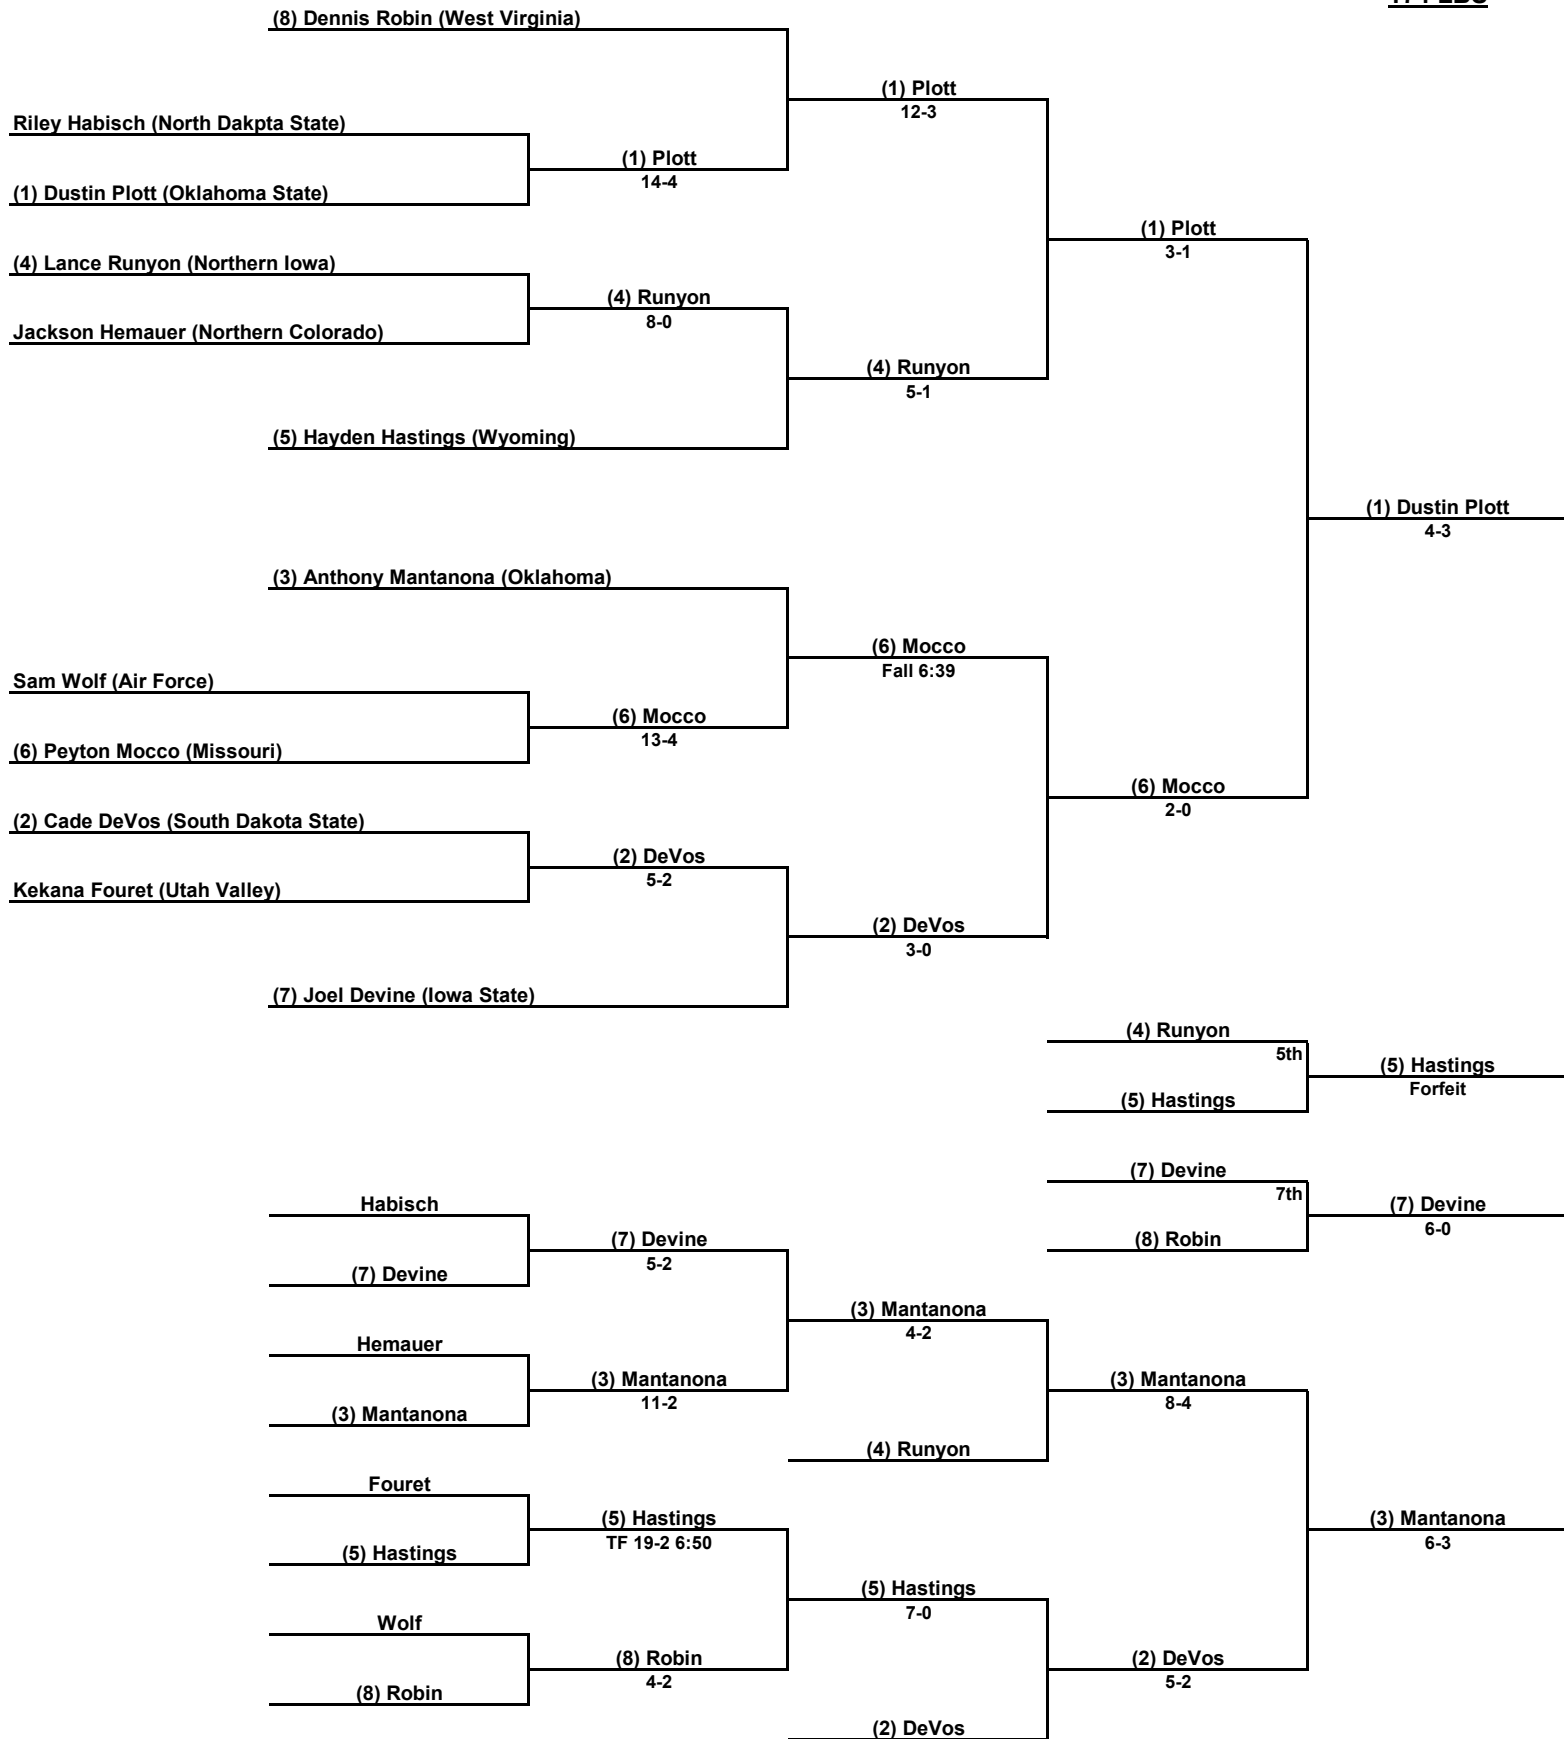 (8) Dennis Robin (West Virginia)
(1) Plott
12-3
Riley Habisch (North Dakpta State)
(1) Plott
14-4
(1) Dustin Plott (Oklahoma State)
(1) Plott
3-1
(4) Lance Runyon (Northern Iowa)
(4) Runyon
8-0
Jackson Hemauer (Northern Colorado)
(4) Runyon
5-1
(5) Hayden Hastings (Wyoming)
(1) Dustin Plott
4-3
(3) Anthony Mantanona (Oklahoma)
(6) Mocco
Fall 6:39
Sam Wolf (Air Force)
(6) Mocco
13-4
(6) Peyton Mocco (Missouri)
(6) Mocco
2-0
(2) Cade DeVos (South Dakota State)
(2) DeVos
5-2
Kekana Fouret (Utah Valley)
(2) DeVos
3-0
(7) Joel Devine (Iowa State)
(4) Runyon
5th
(5) Hastings
Forfeit
(5) Hastings
(7) Devine
7th
(7) Devine
6-0
(8) Robin
Habisch
(7) Devine
5-2
(7) Devine
(3) Mantanona
4-2
Hemauer
(3) Mantanona
11-2
(3) Mantanona
(3) Mantanona
8-4
(4) Runyon
Fouret
(5) Hastings
TF 19-2 6:50
(5) Hastings
(3) Mantanona
6-3
(5) Hastings
7-0
Wolf
(8) Robin
4-2
(8) Robin
(2) DeVos
5-2
(2) DeVos